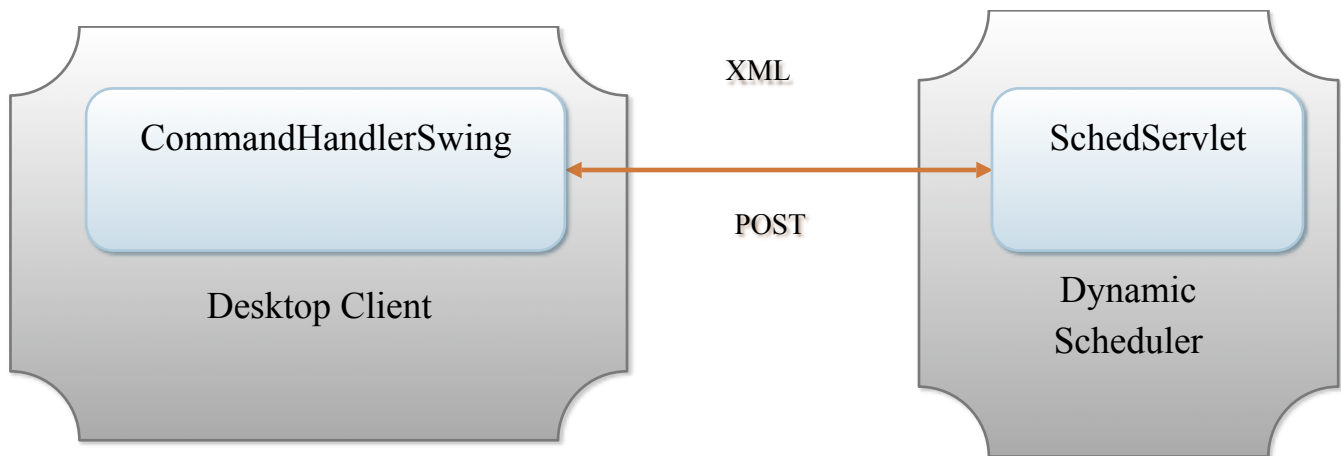 XML
CommandHandlerSwing
SchedServlet
POST
Desktop Client
Dynamic
Scheduler